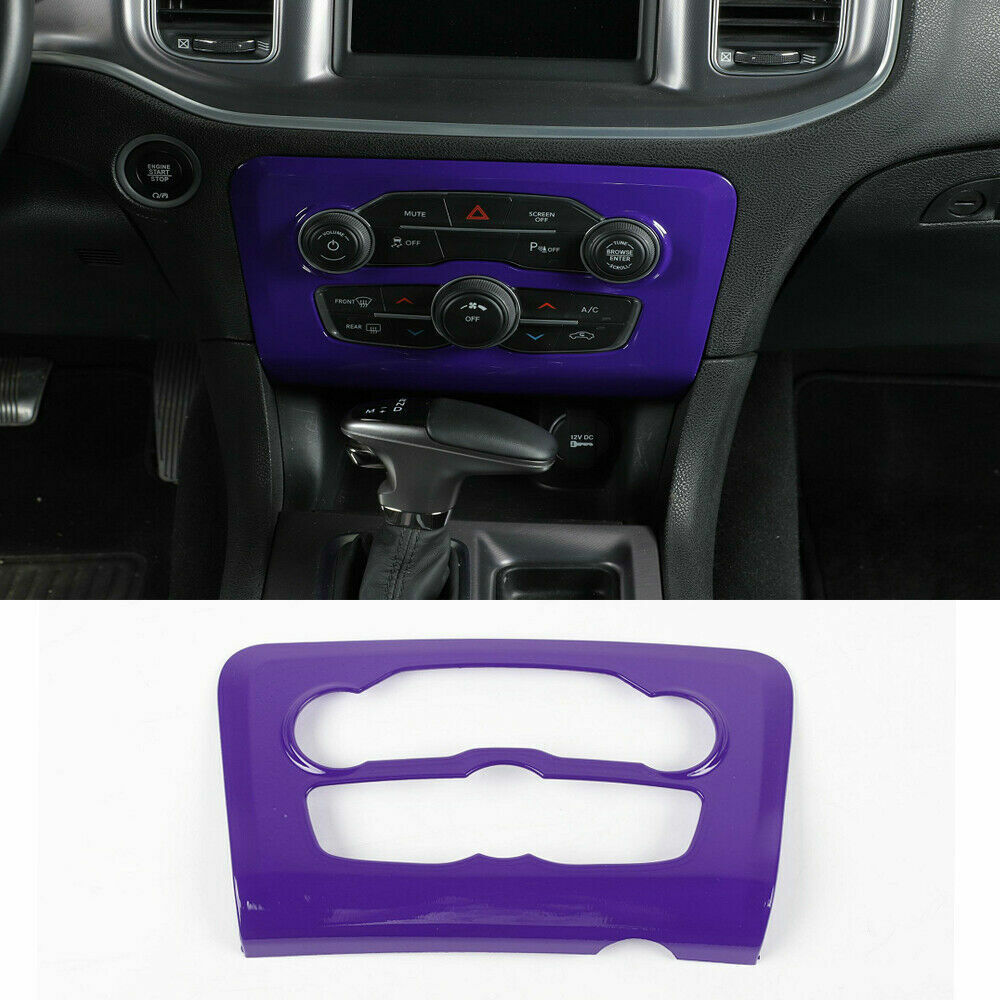 ENGINE
START
STOP
MUTE
SCREEN
OFF
VOLUME
OFF
P OFF
TUNE
BROWSE
ENTER
SCROLL
FRONT
A/C
OFF
REAR
M D
N
12V DC